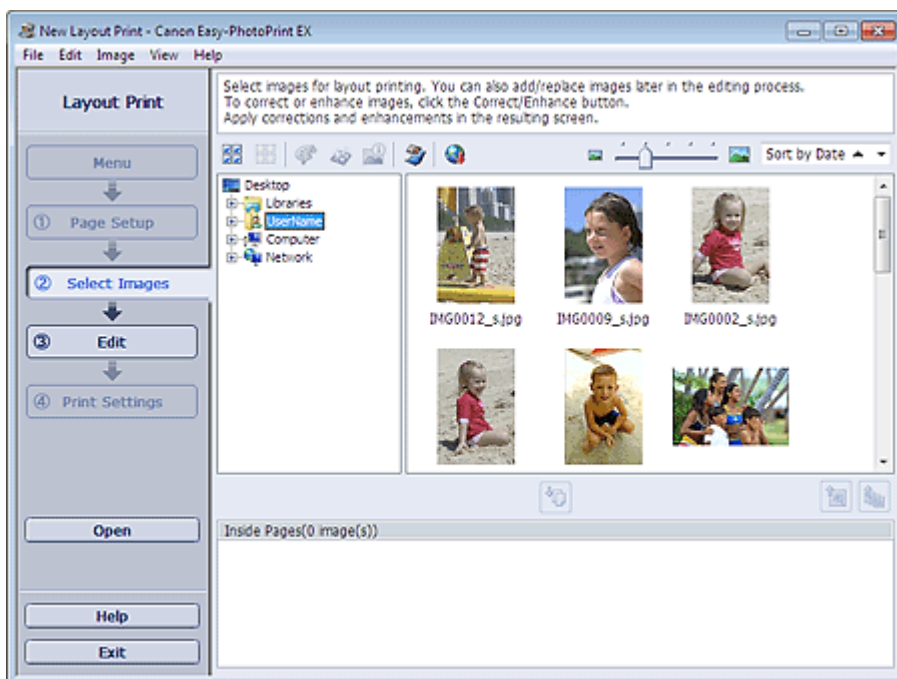 New Layout Print - Canon Easy-PhotoPrint EX
File Edit Image View Help
Layout Print
Menu
① Page Setup
② Select Images
③ Edit
④ Print Settings
Open
Help
Exit
Select images for layout printing. You can also add/replace images later in the editing process.
To correct or enhance images, click the Correct/Enhance button.
Apply corrections and enhancements in the resulting screen.
Sort by Date
Desktop
Libraries
UserName
Computer
Network
IMG0012_s.jpg IMG0009_s.jpg IMG0002_s.jpg
Inside Pages(0 image(s))